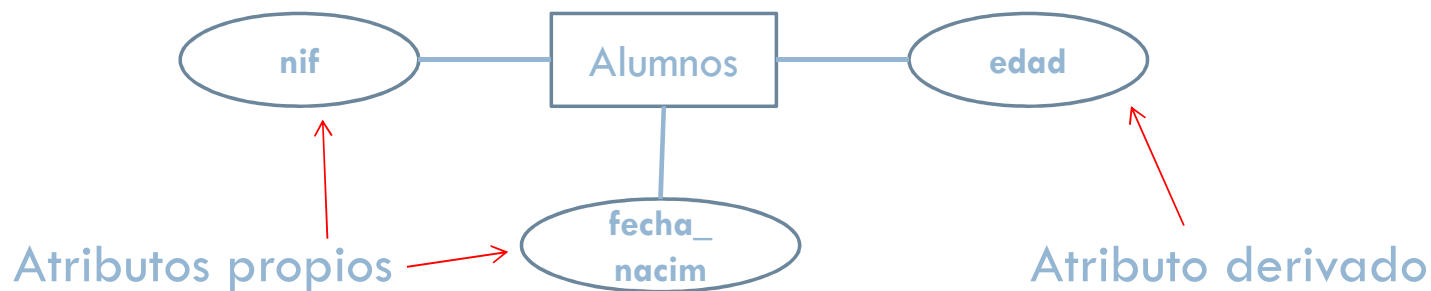 nif
Alumnos
edad
fecha_
nacim
Atributos propios
Atributo derivado